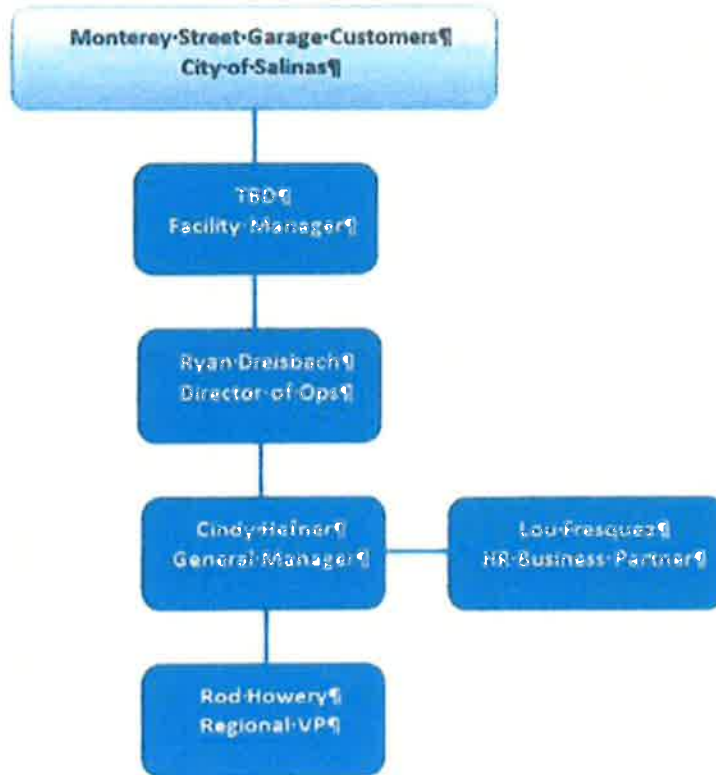 Monterey·Street·Garage·Customers¶
City·of·Salinas¶
TBD¶
Facility·Manager¶
Ryan·Dreisbach¶
Director·of·Ops¶
Cindy·Hefner¶
General·Manager¶
Lou·Fresquez¶
HR·Business·Partner¶
Rod·Howery¶
Regional·VP¶